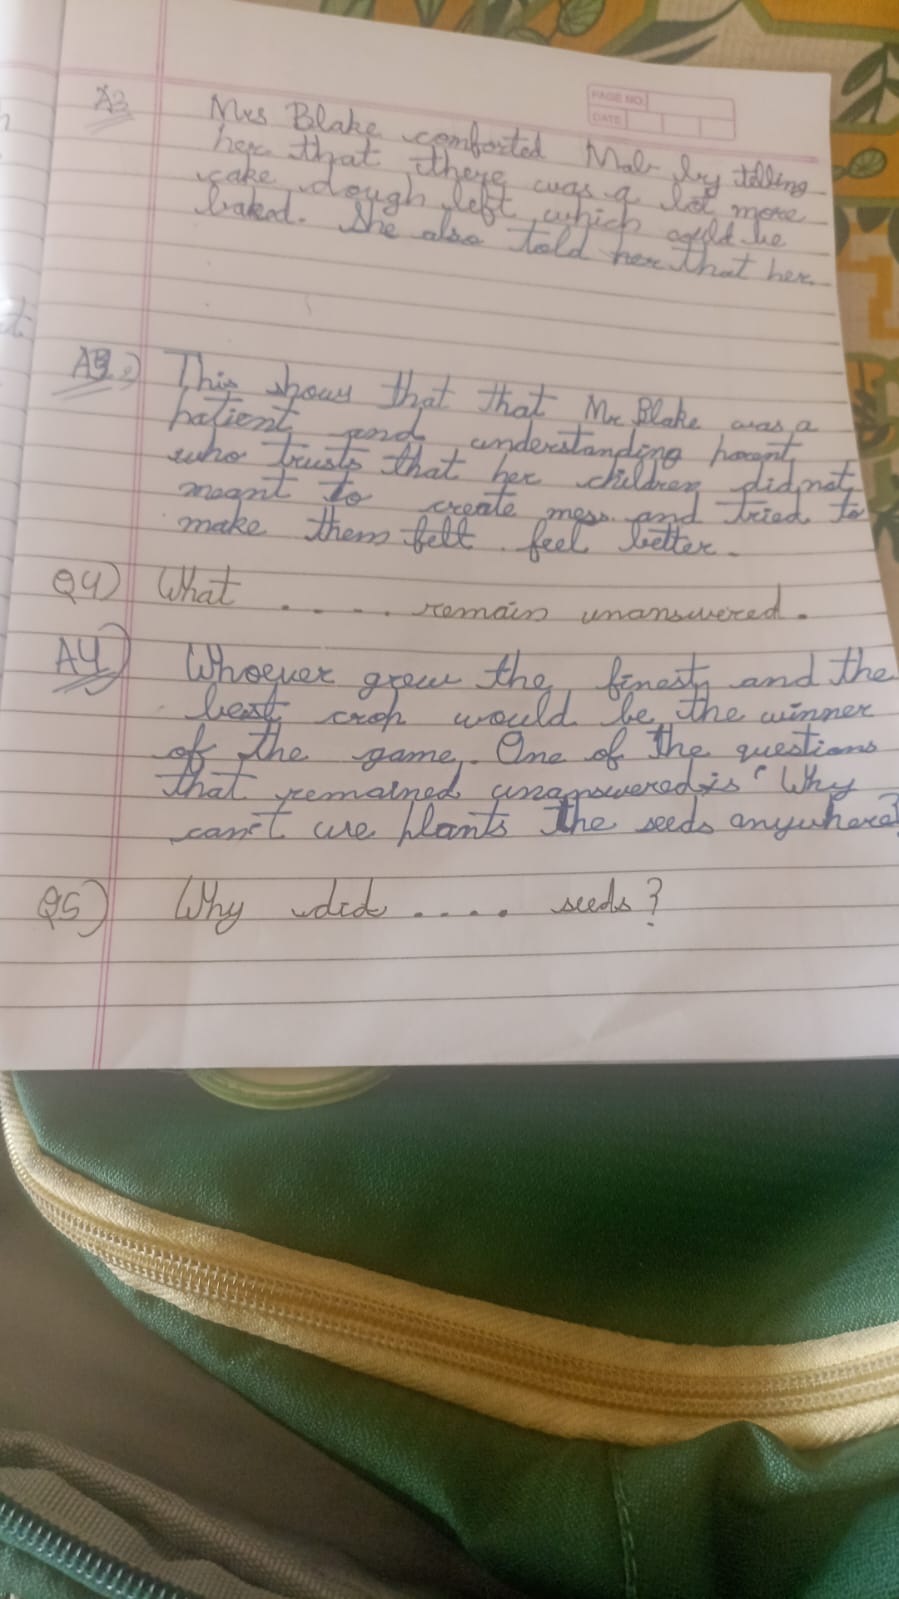 PAGE NO.
DATE
A3
Mrs Blake comforted Mob by telling
her that there was a lot more
cake dough left which could be
baked. She also told her that her
A3.)
This shows that that Mr Blake was a
patient and understanding parent
who trusts that her children did not
meant to create mess and tried to
make them felt feel better.
Q4) What ..... remain unanswered.
A4)
Whoever grew the finest and the
best crop would be the winner
of the game. One of the questions
that remained unanswered is "Why
can't we plants the seeds anywhere?
Q5) Why did .... seeds?